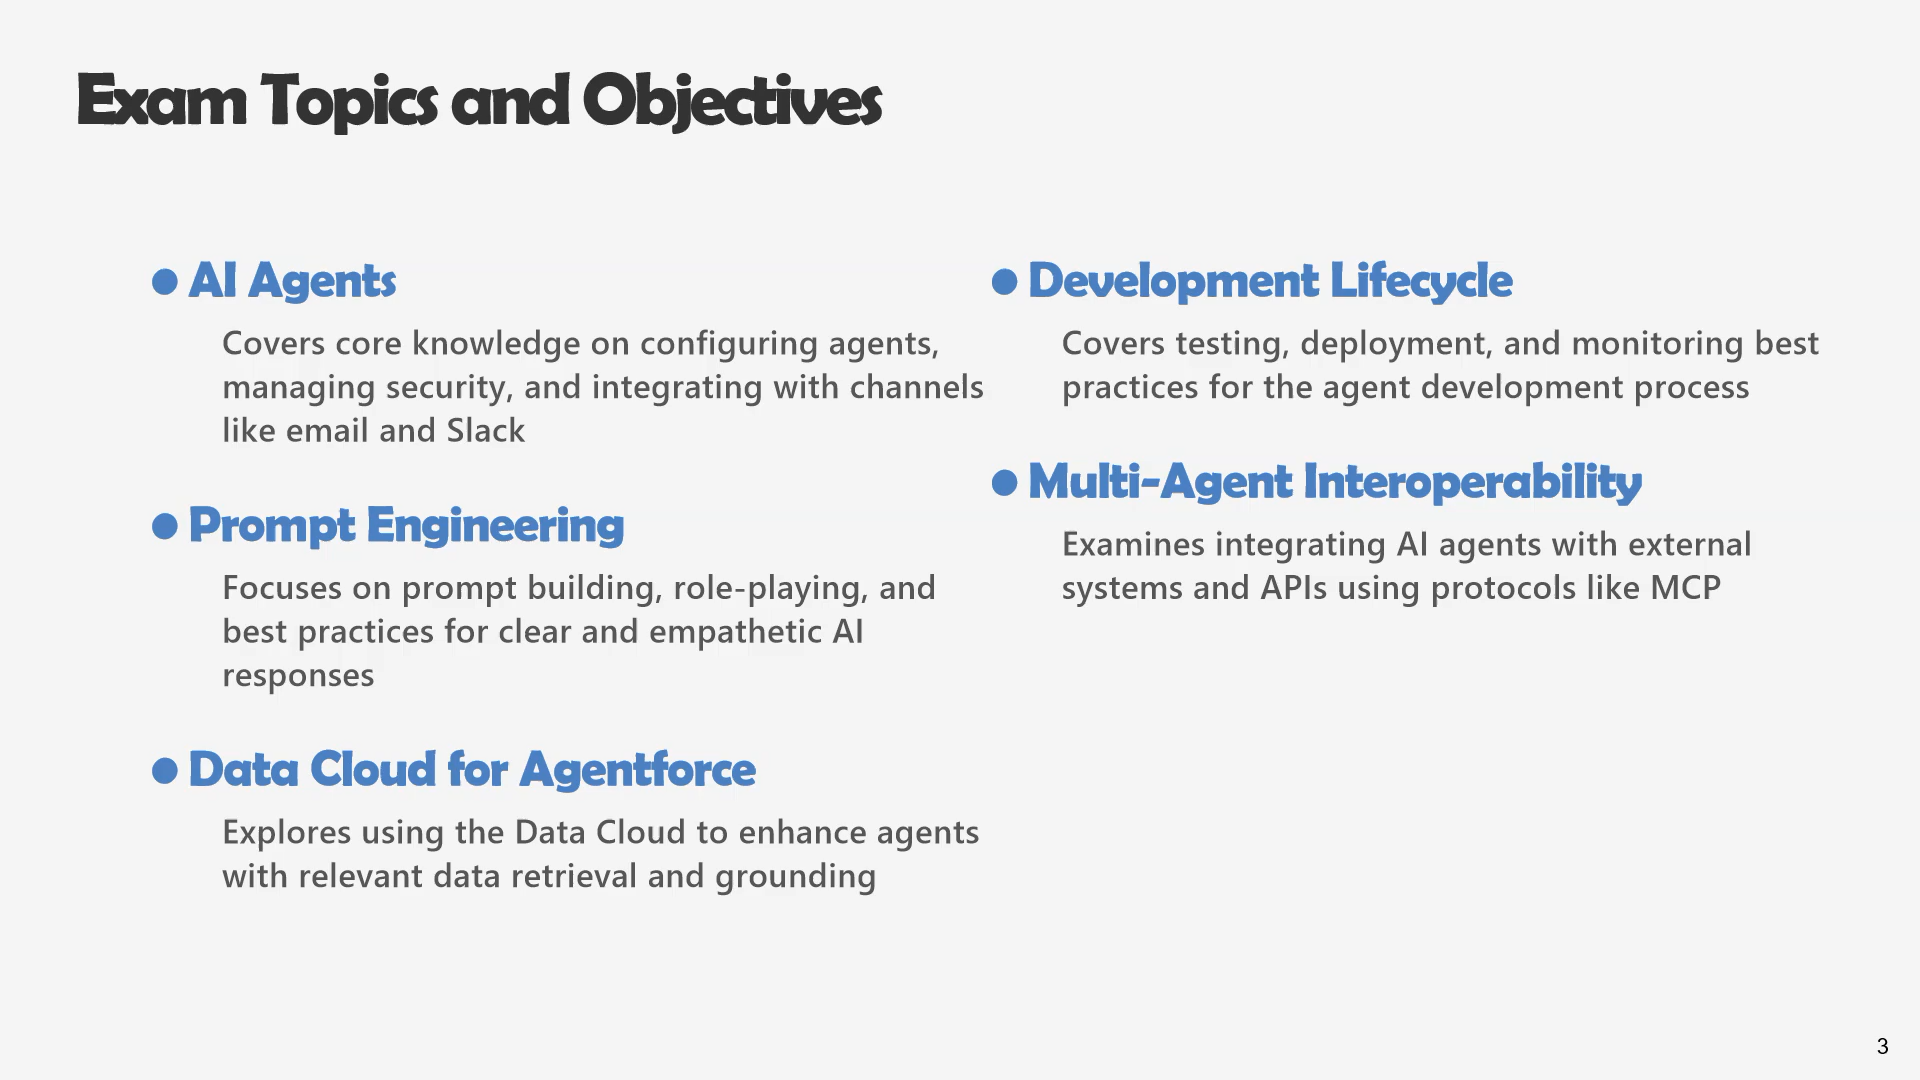 Exam Topics and Objectives
● AI Agents
Covers core knowledge on configuring agents,
managing security, and integrating with channels
like email and Slack
● Prompt Engineering
Focuses on prompt building, role-playing, and
best practices for clear and empathetic AI
responses
● Data Cloud for Agentforce
Explores using the Data Cloud to enhance agents
with relevant data retrieval and grounding
● Development Lifecycle
Covers testing, deployment, and monitoring best
practices for the agent development process
● Multi-Agent Interoperability
Examines integrating AI agents with external
systems and APIs using protocols like MCP
3